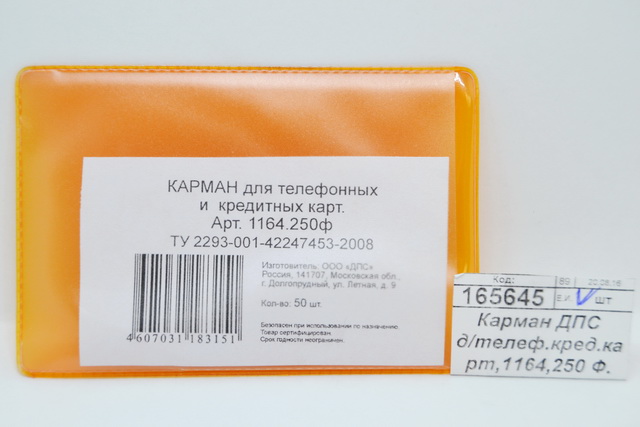 КАРМАН для телефонных
и кредитных карт.
Арт. 1164.250ф
ТУ 2293-001-42247453-2008
Изготовитель: ООО «ДПС»
Россия, 141707, Московская обл.,
г. Долгопрудный, ул. Летная, д. 9
Кол-во: 50 шт.
Безопасен при использовании по назначению.
Товар сертифицирован.
Срок годности неограничен.
4607031183151
Код:
165645
Е.И.
шт
Карман ДПС
д/телеф.кред.ка
рт,1164,250 Ф.